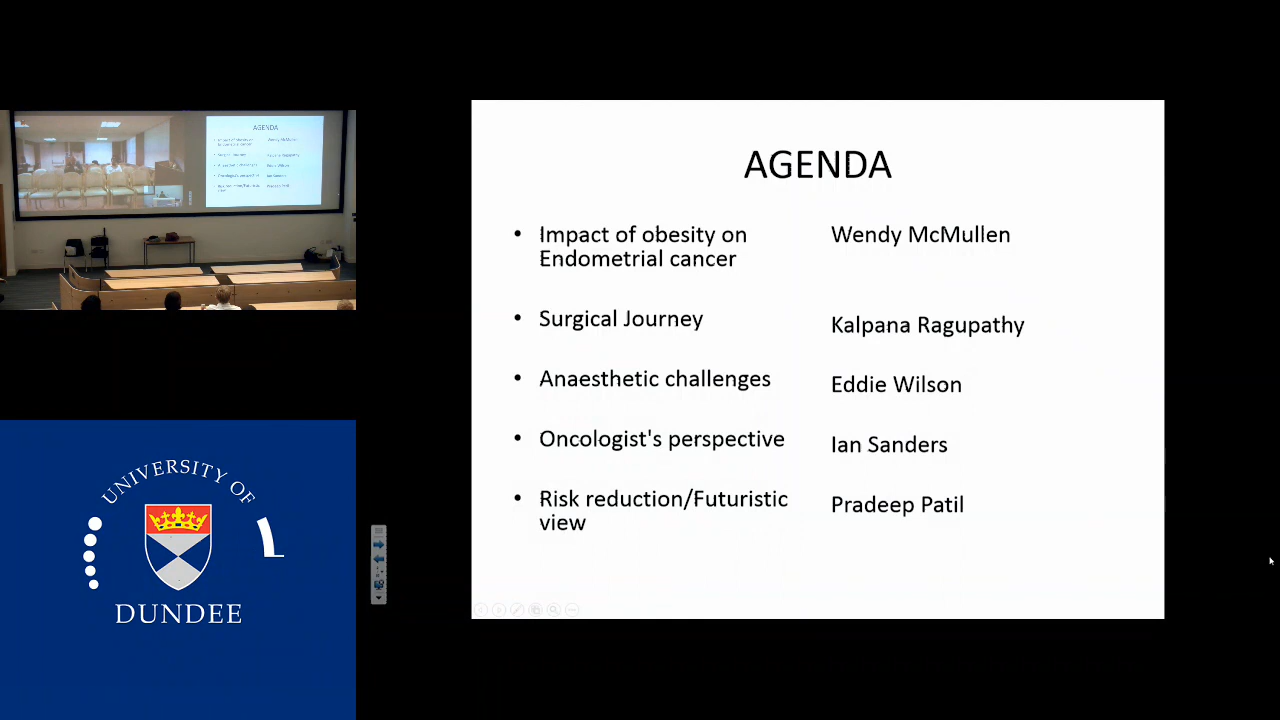 AGENDA
• Impact of obesity on
Endometrial cancer
Wendy McMullen
• Surgical Journey
Kalpana Ragupathy
• Anaesthetic challenges
Eddie Wilson
• Oncologist's perspective
Ian Sanders
• Risk reduction/Futuristic
view
Pradeep Patil
AGENDA
UNIVERSITY OF
DUNDEE